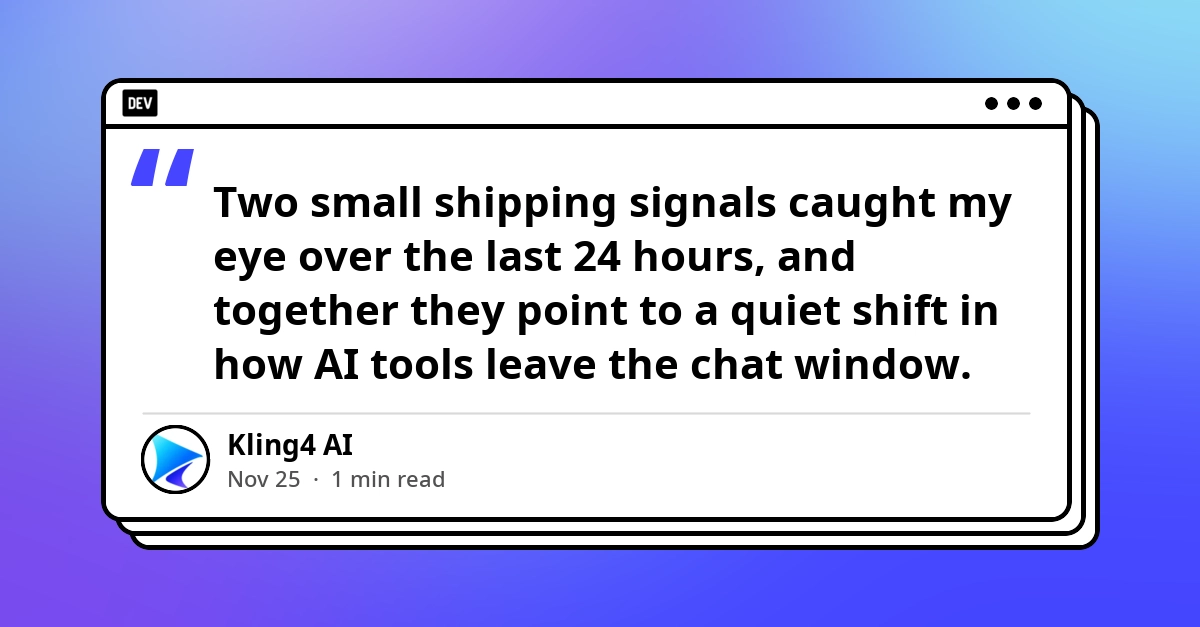 DEV
“
Two small shipping signals caught my
eye over the last 24 hours, and
together they point to a quiet shift in
how AI tools leave the chat window.
Kling4 AI
Nov 25 · 1 min read